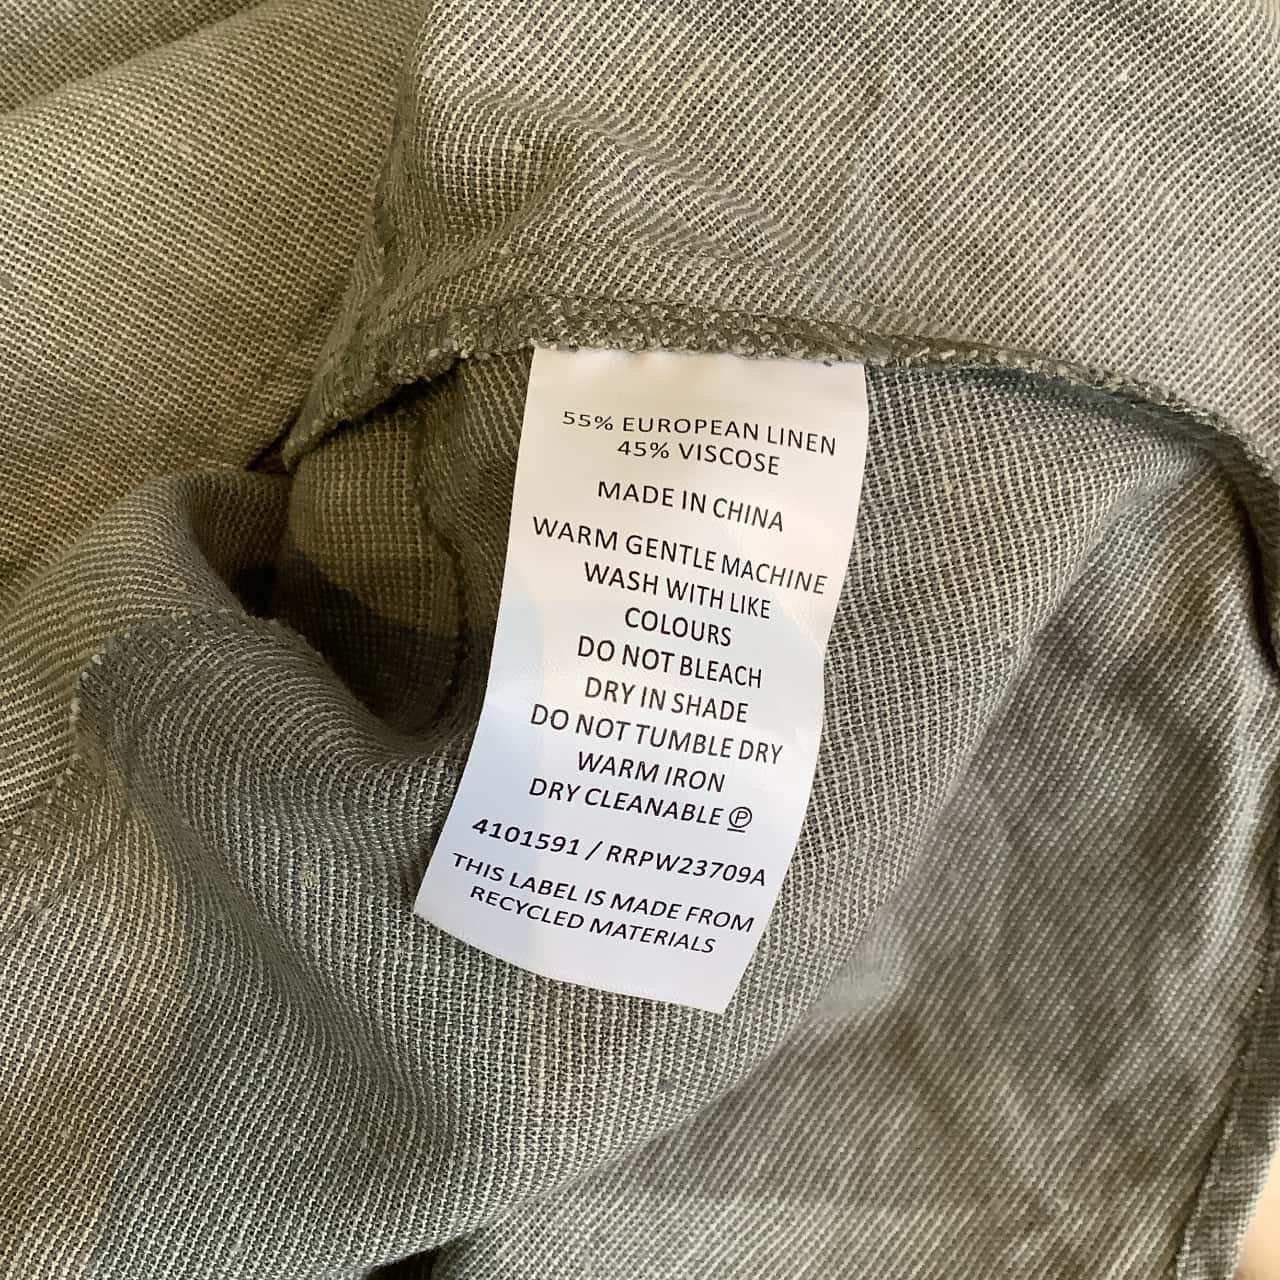 55% EUROPEAN LINEN
45% VISCOSE
MADE IN CHINA
WARM GENTLE MACHINE
WASH WITH LIKE
COLOURS
DO NOT BLEACH
DRY IN SHADE
DO NOT TUMBLE DRY
WARM IRON
DRY CLEANABLE Ⓟ
4101591 / RRPW23709A
THIS LABEL IS MADE FROM
RECYCLED MATERIALS